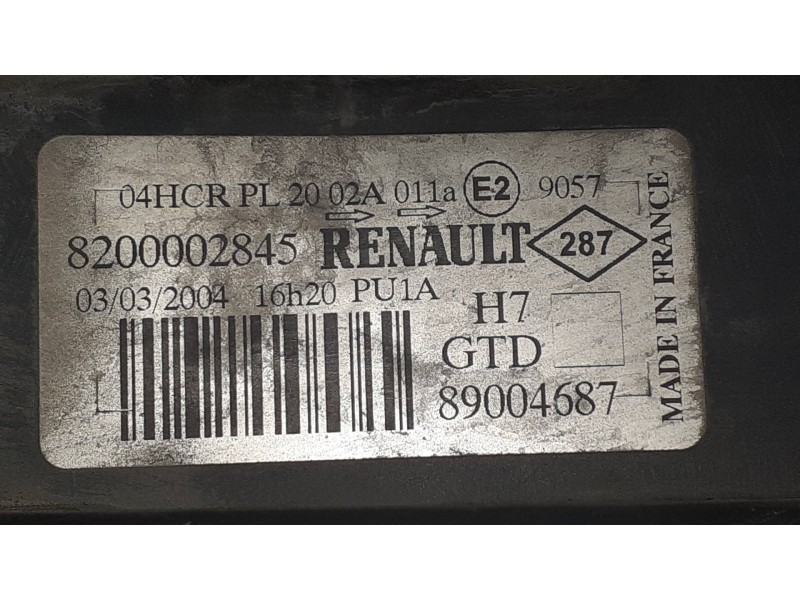 04HCR PL 20 02A 011a E2 9057
8200002845 RENAULT 287
03/03/2004 16h20 PU1A
H7
GTD
89004687
MADE IN FRANCE